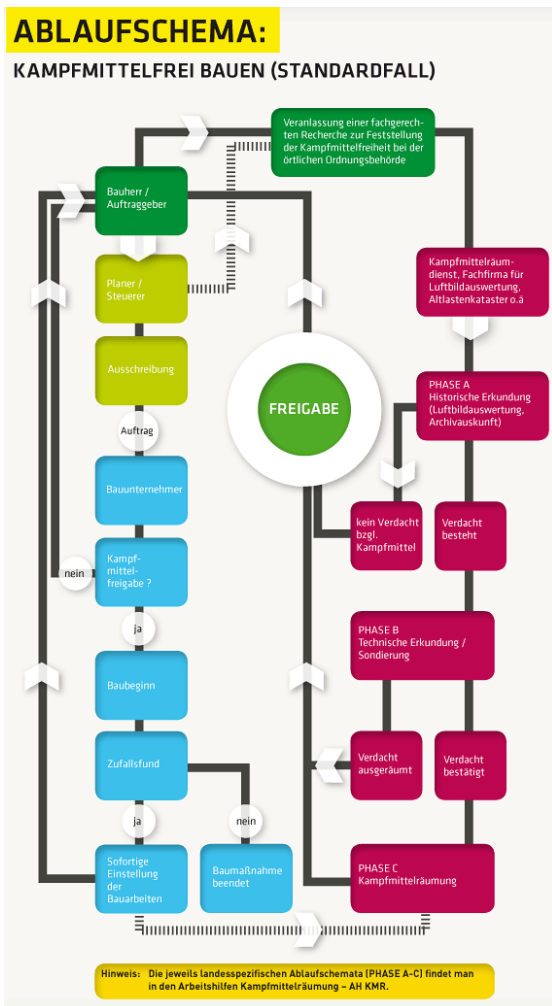 ABLAUFSCHEMA:
KAMPFMITTELFREI BAUEN (STANDARDFALL)
Veranlassung einer fachgerech-
ten Recherche zur Feststellung
der Kampfmittelfreiheit bei der
örtlichen Ordnungsbehörde
Bauherr /
Auftraggeber
Planer /
Steuerer
Kampfmittelräum-
dienst, Fachfirma für
Luftbildauswertung,
Altlastenkataster o.ä
Ausschreibung
FREIGABE
PHASE A
Historische Erkundung
(Luftbildauswertung,
Archivauskunft)
Auftrag
Bauunternehmer
kein Verdacht
bzgl.
Kampfmittel
Verdacht
besteht
Kampf-
mittel-
freigabe ?
nein
ja
PHASE B
Technische Erkundung /
Sondierung
Baubeginn
Zufallsfund
Verdacht
ausgeräumt
Verdacht
bestätigt
ja
nein
Sofortige
Einstellung
der
Bauarbeiten
Baumaßnahme
beendet
PHASE C
Kampfmittelräumung
Hinweis: Die jeweils landesspezifischen Ablaufschemata (PHASE A-C) findet man
in den Arbeitshilfen Kampfmittelräumung – AH KMR.